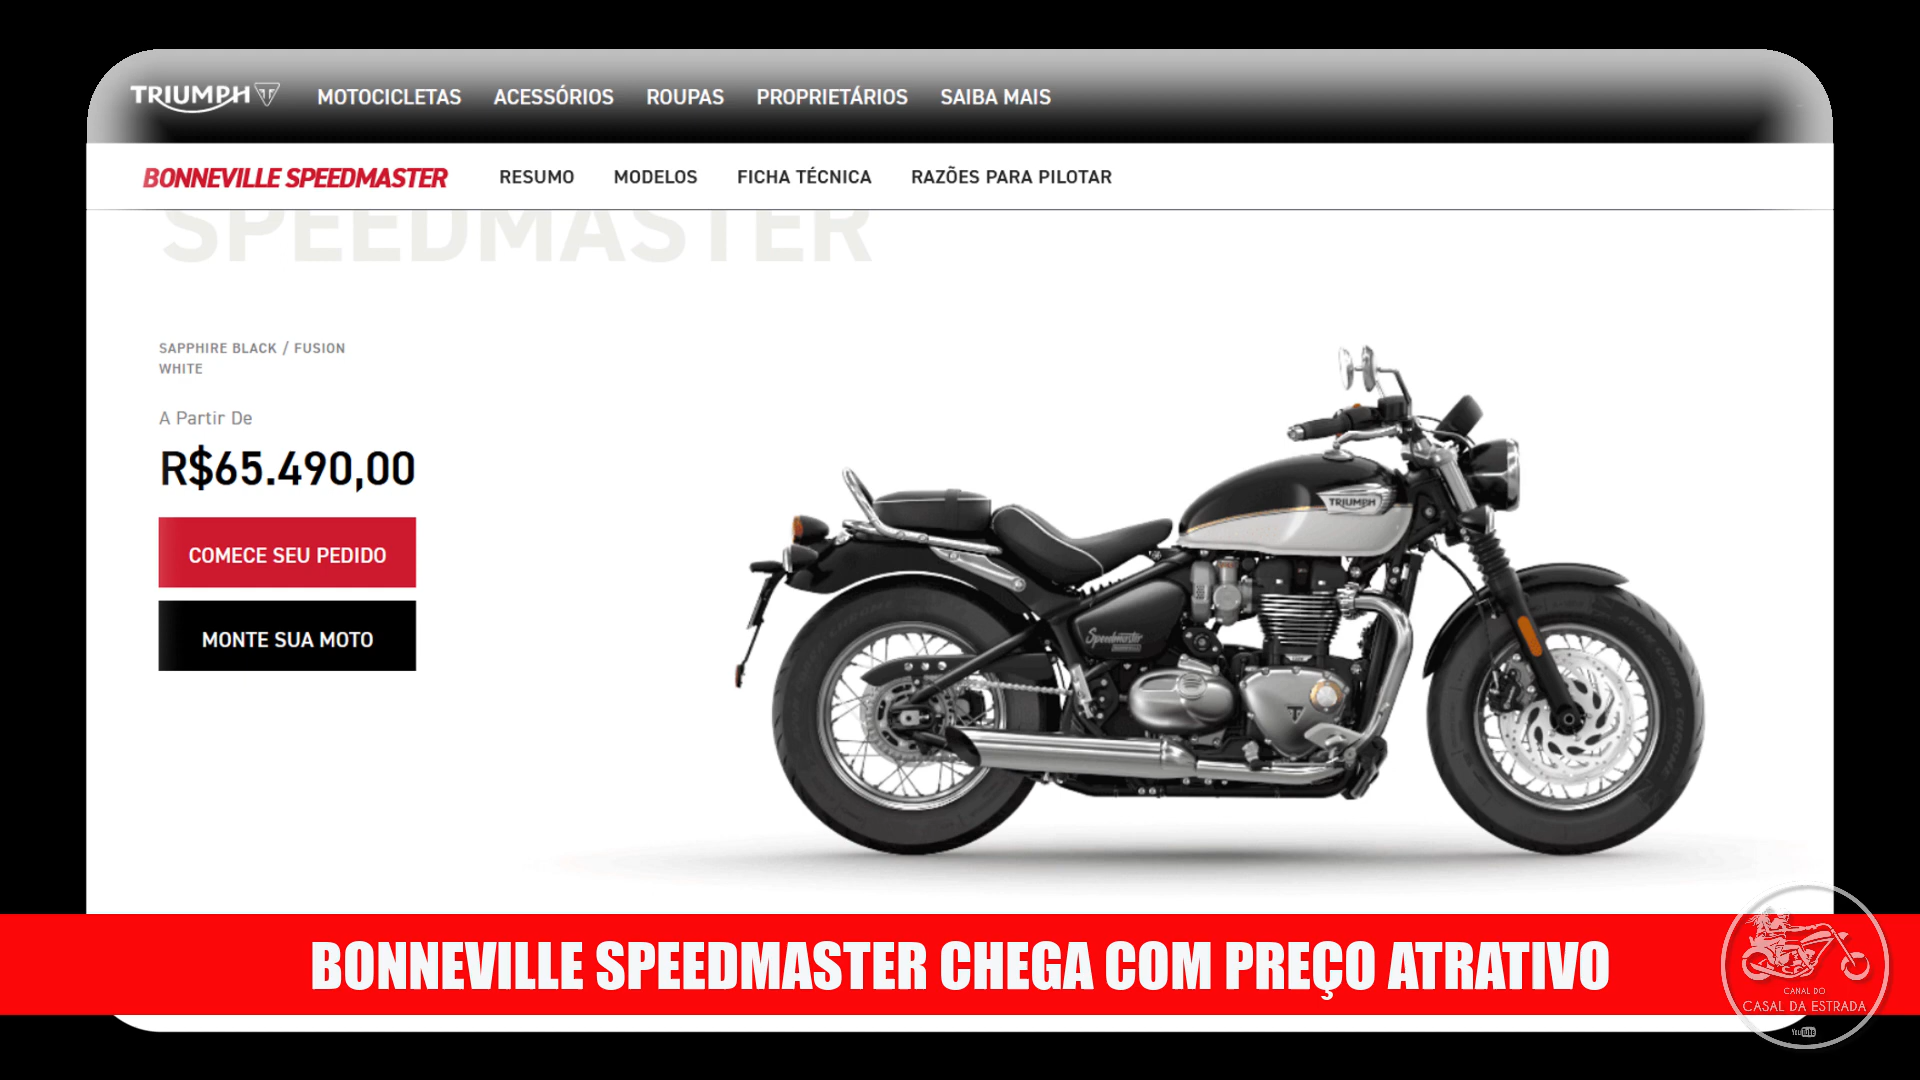 TRIUMPH
MOTOCICLETAS
ACESSÓRIOS
ROUPAS
PROPRIETÁRIOS
SAIBA MAIS
BONNEVILLE SPEEDMASTER
RESUMO
MODELOS
FICHA TÉCNICA
RAZÕES PARA PILOTAR
SPEEDMASTER
SAPPHIRE BLACK / FUSION
WHITE
A Partir De
R$65.490,00
COMECE SEU PEDIDO
MONTE SUA MOTO
TRIUMPH
Speedmaster
BONNEVILLE SPEEDMASTER CHEGA COM PREÇO ATRATIVO
CANAL DO
CASAL DA ESTRADA
YouTube